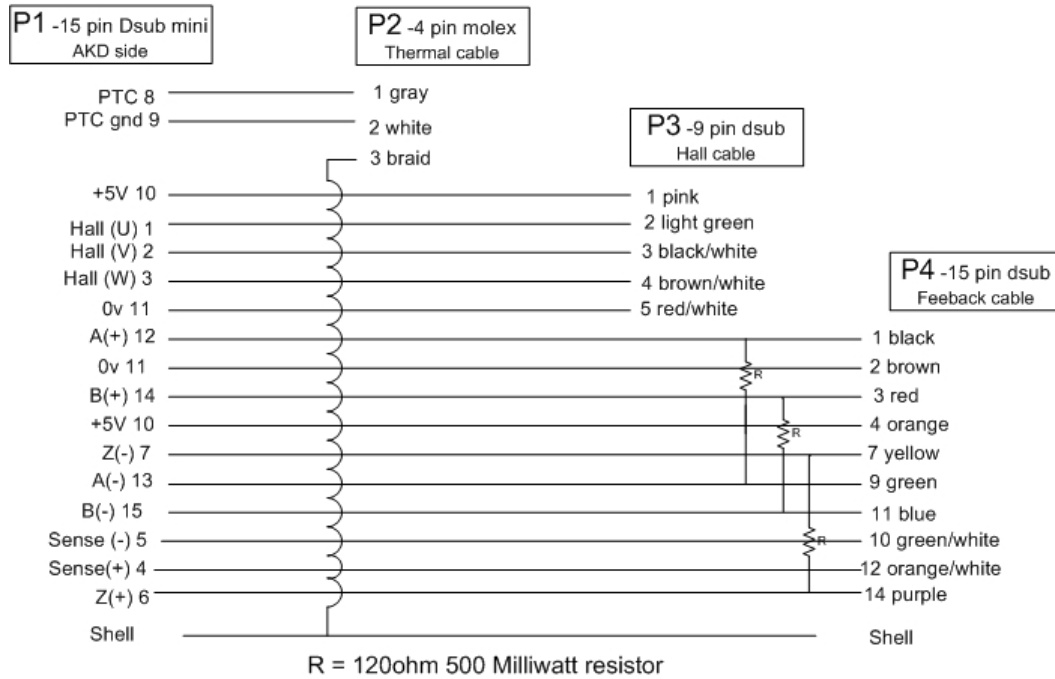 P1 -15 pin Dsub mini
AKD side
P2 -4 pin molex
Thermal cable
PTC 8
1 gray
PTC gnd 9
2 white
P3 -9 pin dsub
Hall cable
3 braid
+5V 10
1 pink
Hall (U) 1
2 light green
Hall (V) 2
3 black/white
Hall (W) 3
4 brown/white
P4 -15 pin dsub
Feeback cable
0v 11
5 red/white
A(+) 12
1 black
0v 11
2 brown
R
B(+) 14
3 red
+5V 10
4 orange
R
Z(-) 7
7 yellow
A(-) 13
9 green
B(-) 15
11 blue
Sense (-) 5
10 green/white
R
Sense(+) 4
12 orange/white
Z(+) 6
14 purple
Shell
Shell
R = 120ohm 500 Milliwatt resistor